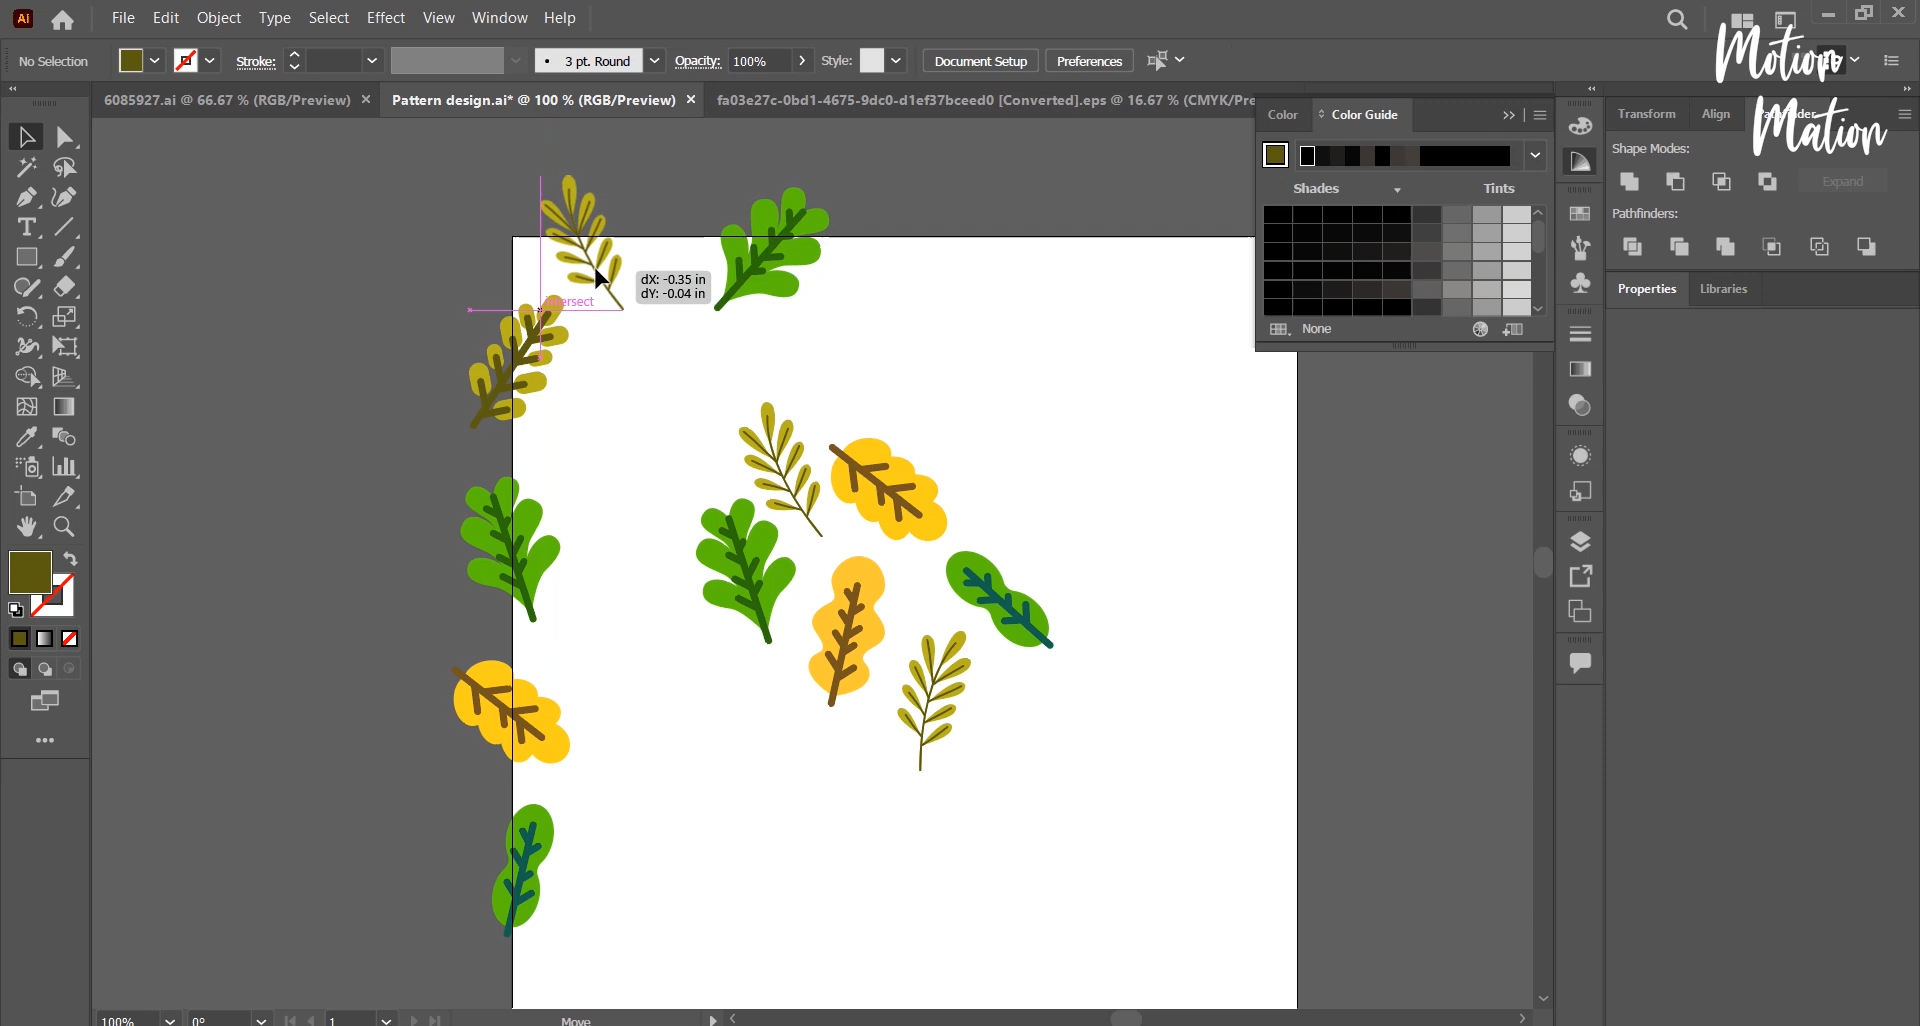 Ai File Edit Object Type Select Effect View Window Help
No Selection Stroke: 3 pt. Round Opacity: 100% Style: Document Setup Preferences
Motion
Mation
6085927.ai @ 66.67 % (RGB/Preview) Pattern design.ai* @ 100 % (RGB/Preview) fa03e27c-0bd1-4675-9dc0-d1ef37bceed0 [Converted].eps @ 16.67 % (CMYK/Pre
Color Color Guide
Transform Align Pathfinder
Shape Modes:
Expand
Shades Tints
Pathfinders:
dX: -0.35 in
dY: -0.04 in
intersect
Properties Libraries
None
100% 0° 1 Move